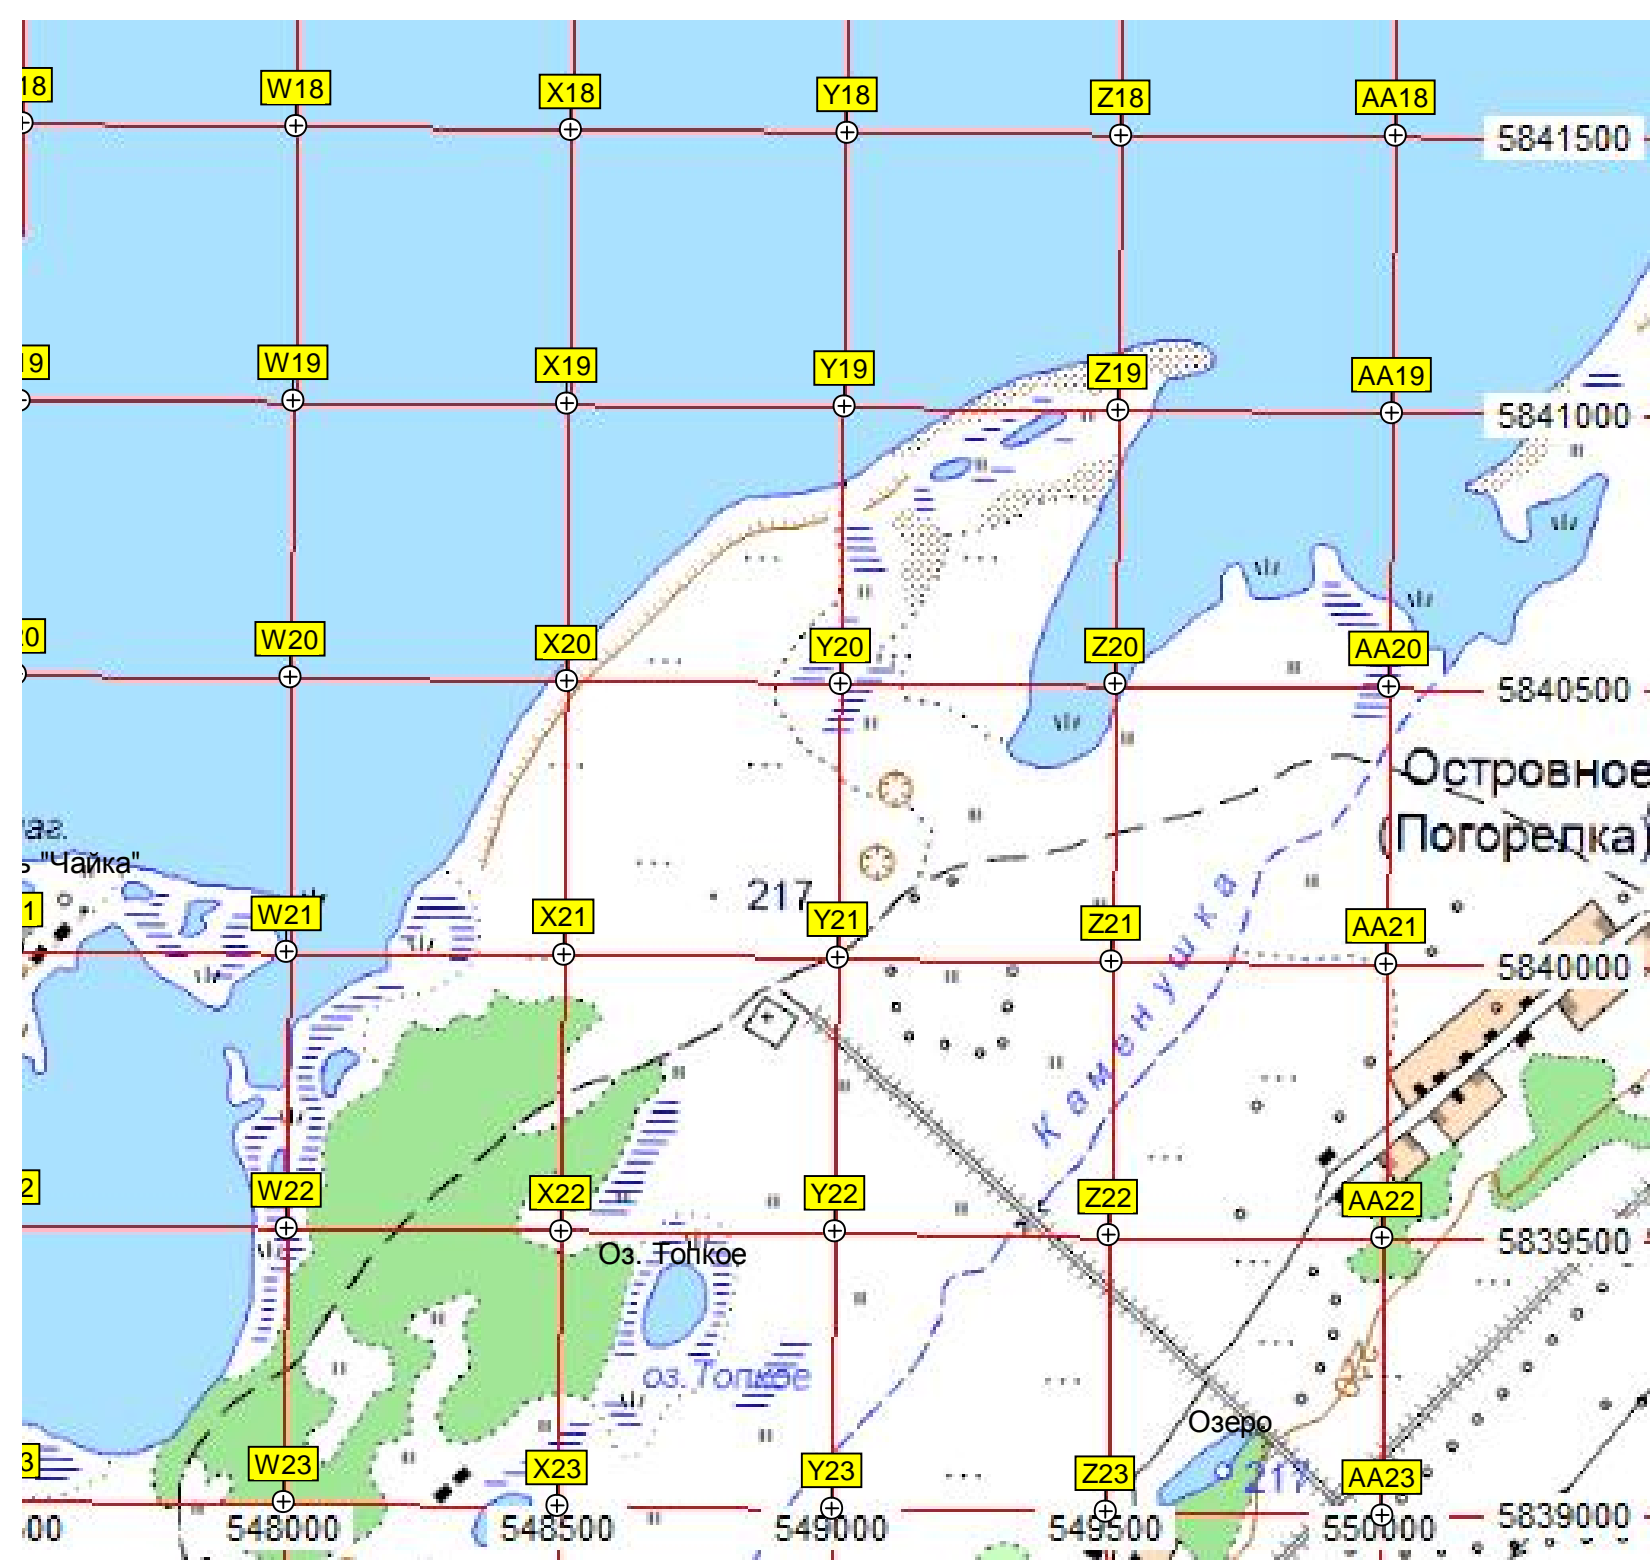 18 W18 X18 Y18 Z18 AA18
5841500
19 W19 X19 Y19 Z19 AA19
5841000
W20 X20 Y20 Z20 AA20
5840500
Островное
(Погорелка)
"Чайка"
217
W21 X21 Y21 Z21 AA21
5840000
Каменушка
W22 X22 Y22 Z22 AA22
5839500
Оз. Топкое
оз. Топкое
Озеро
W23 X23 Y23 Z23 AA23
217
5839000
548000 548500 549000 549500 550000